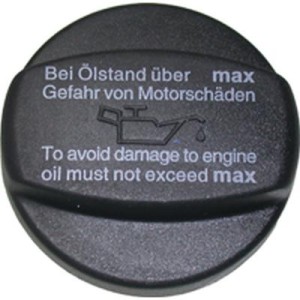 Bei Ölstand über max
Gefahr von Motorschäden
To avoid damage to engine
oil must not exceed max